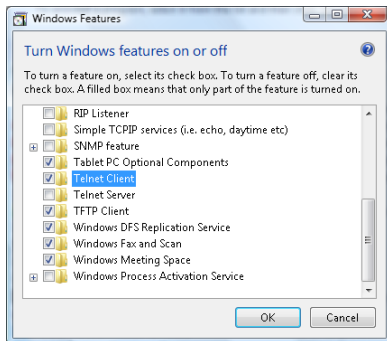 Windows Features
Turn Windows features on or off
To turn a feature on, select its check box. To turn a feature off, clear its
check box. A filled box means that only part of the feature is turned on.
RIP Listener
Simple TCPIP services (i.e. echo, daytime etc)
SNMP feature
Tablet PC Optional Components
Telnet Client
Telnet Server
TFTP Client
Windows DFS Replication Service
Windows Fax and Scan
Windows Meeting Space
Windows Process Activation Service
OK Cancel